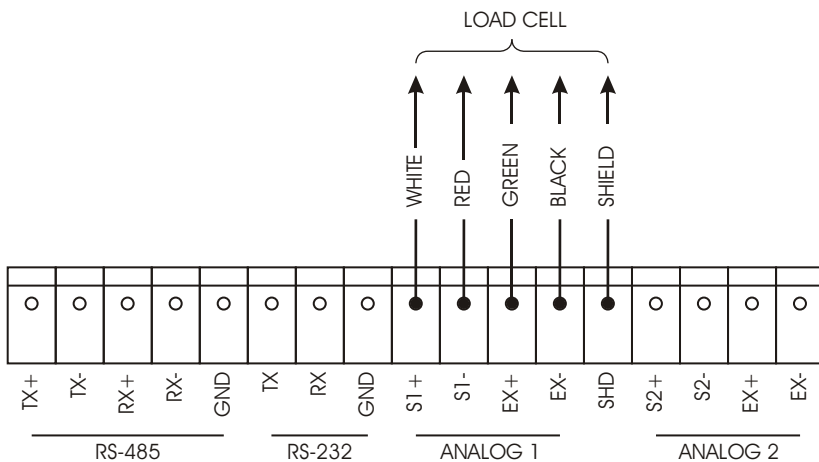 LOAD CELL
WHITE
RED
GREEN
BLACK
SHIELD
TX+
TX-
RX+
RX-
GND
TX
RX
GND
S1+
S1-
EX+
EX-
SHD
S2+
S2-
EX+
EX-
RS-485
RS-232
ANALOG 1
ANALOG 2